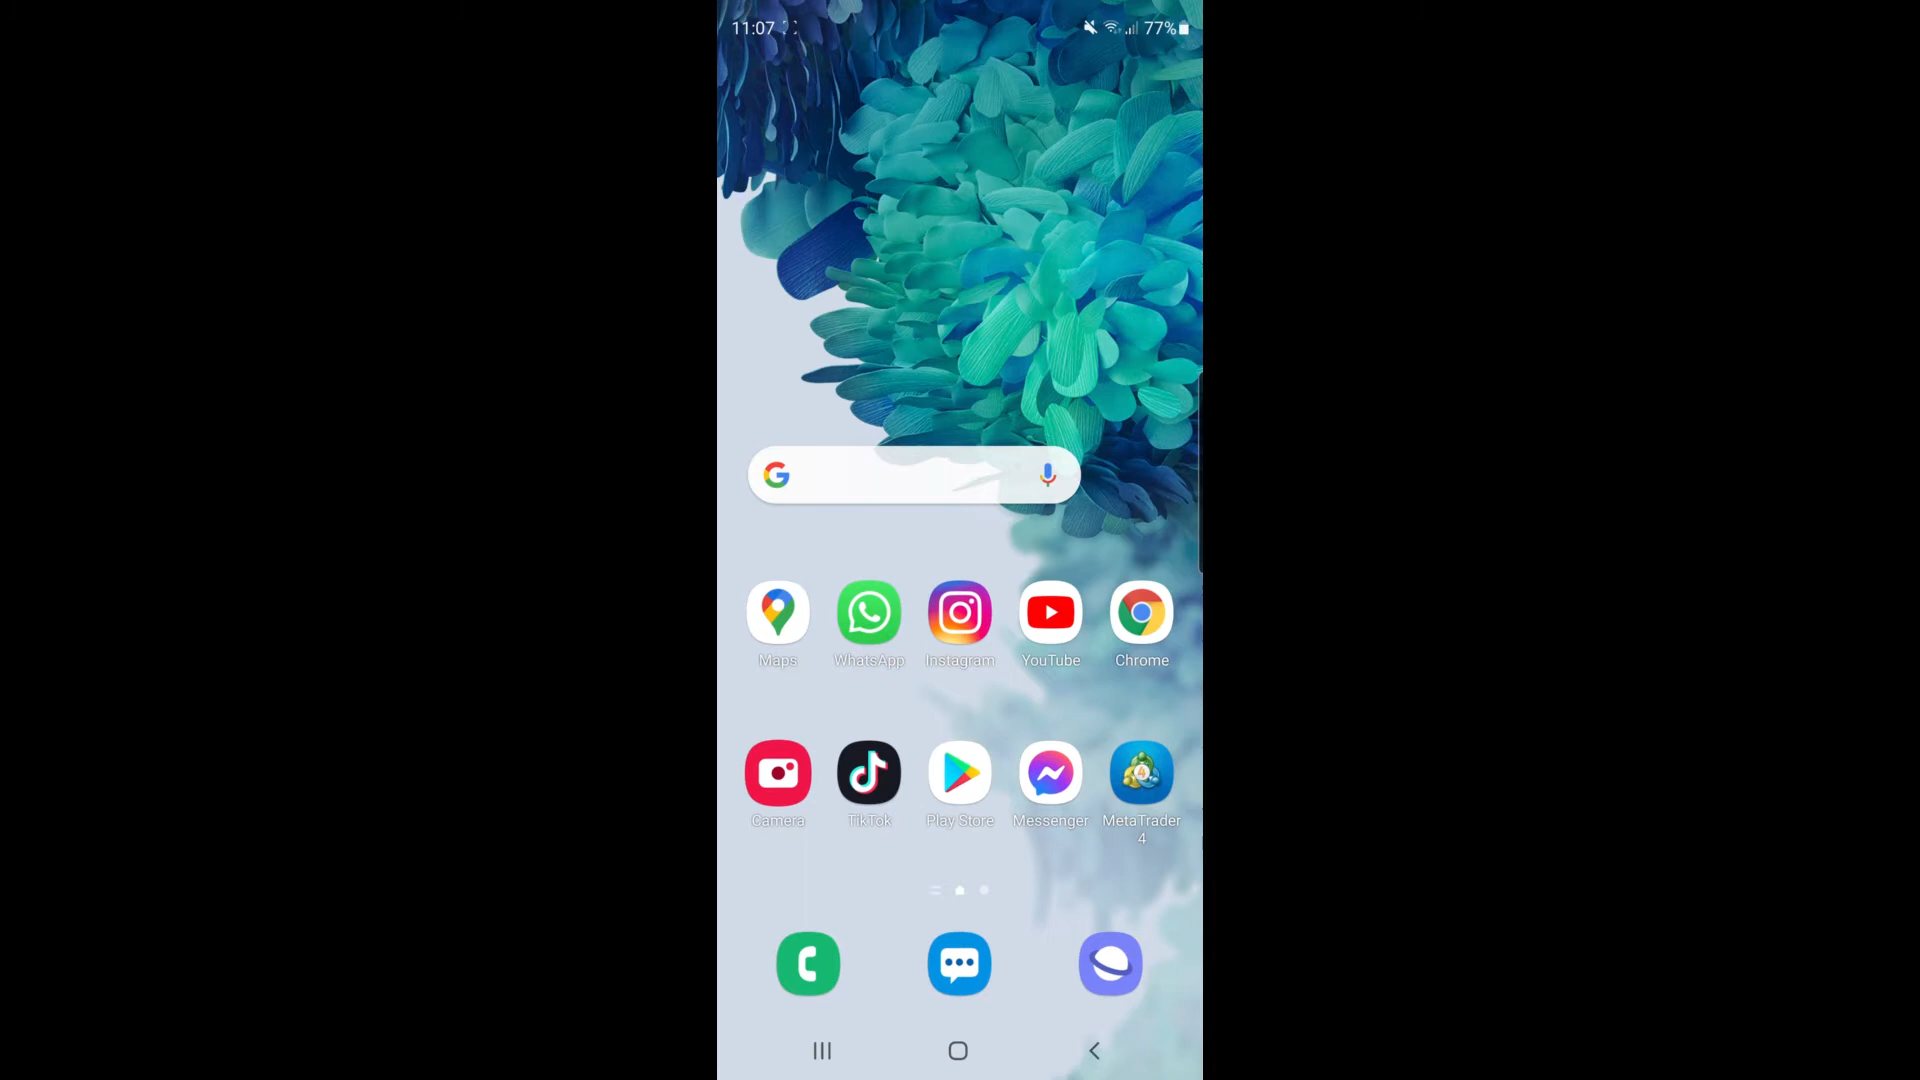 11:07
77%
Maps WhatsApp Instagram YouTube Chrome
Camera TikTok Play Store Messenger MetaTrader
4